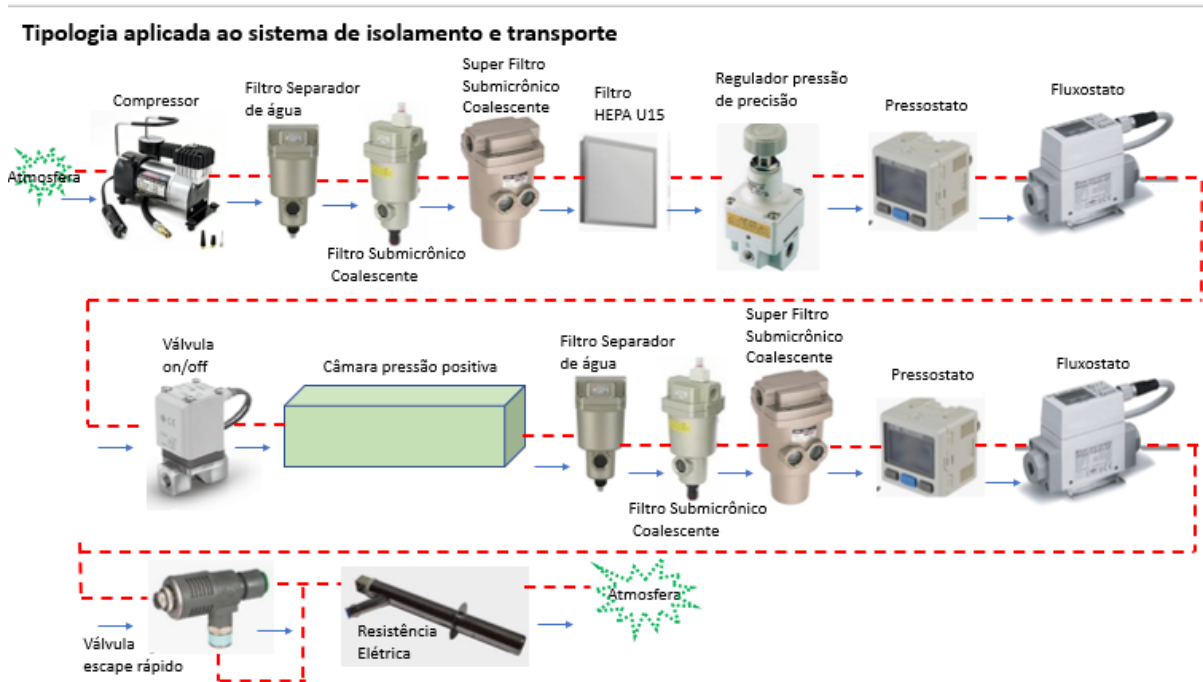 Tipologia aplicada ao sistema de isolamento e transporte
Compressor
Filtro Separador
de água
Super Filtro
Submicrônico
Coalescente
Filtro
HEPA U15
Regulador pressão
de precisão
Pressostato
Fluxostato
Atmosfera
Filtro Submicrônico
Coalescente
Válvula
on/off
Câmara pressão positiva
Filtro Separador
de água
Super Filtro
Submicrônico
Coalescente
Pressostato
Fluxostato
Filtro Submicrônico
Coalescente
Válvula
escape rápido
Resistência
Elétrica
Atmosfera